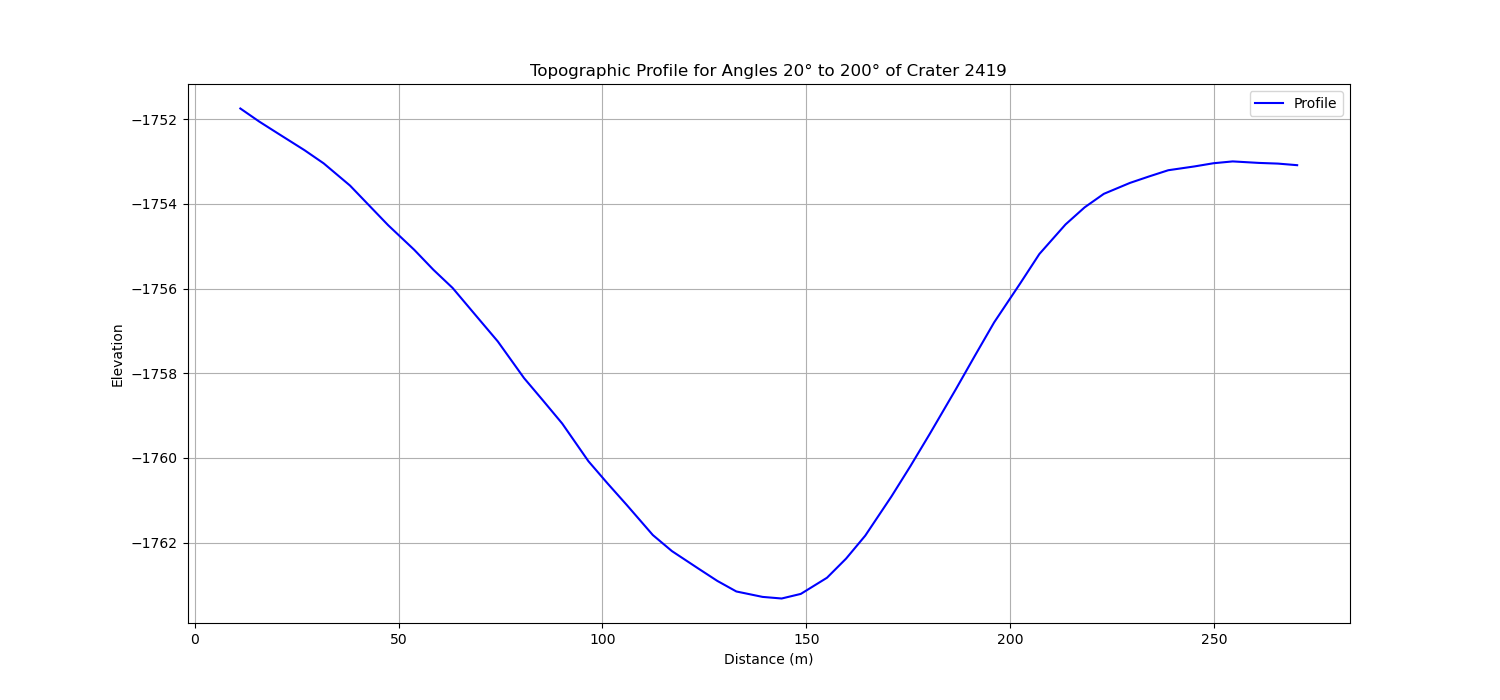 Topographic Profile for Angles 20° to 200° of Crater 2419
Profile
−1752
−1754
−1756
−1758
−1760
−1762
Elevation
0 50 100 150 200 250
Distance (m)